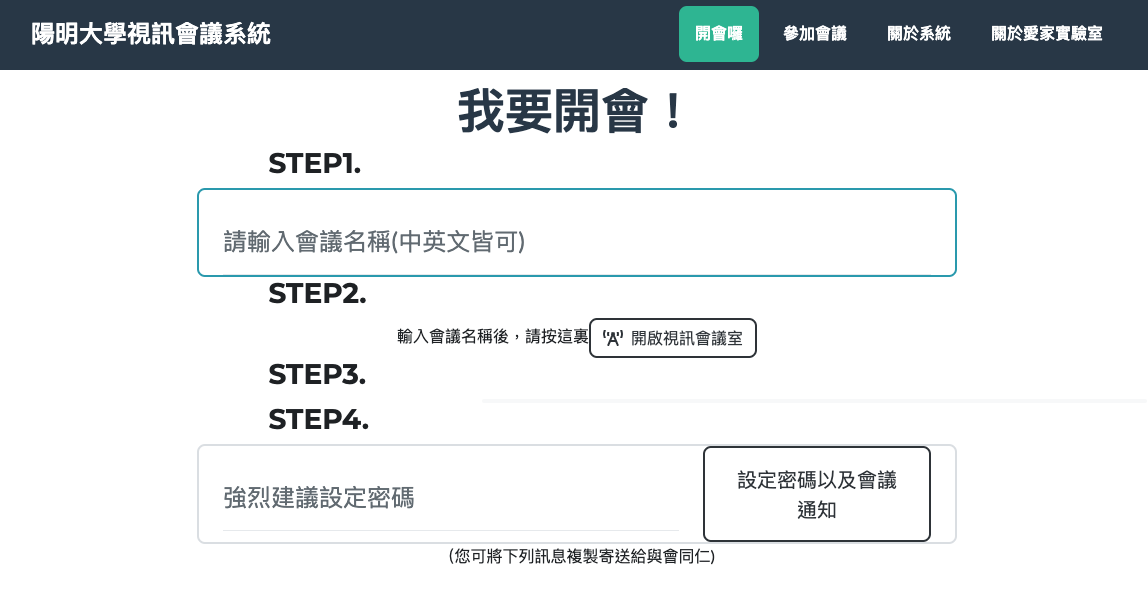 陽明大學視訊會議系統
開會囉
參加會議
關於系統
關於愛家實驗室
我要開會！
STEP1.
請輸入會議名稱(中英文皆可)
STEP2.
輸入會議名稱後，請按這裏 開啟視訊會議室
STEP3.
STEP4.
強烈建議設定密碼
設定密碼以及會議
通知
(您可將下列訊息複製寄送給與會同仁)